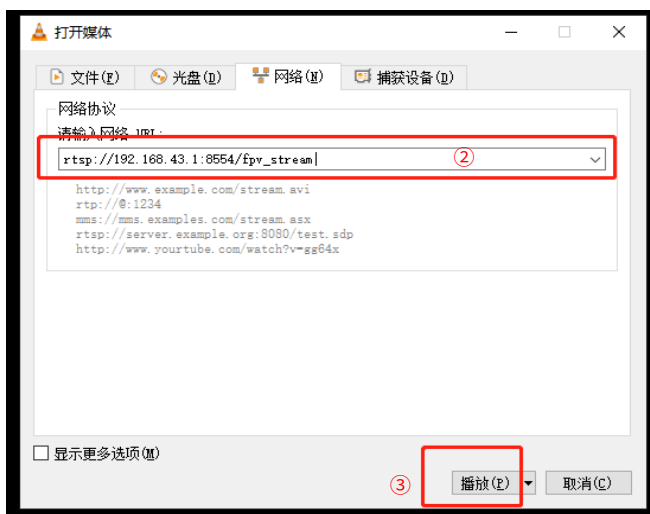 打开媒体
文件(F) 光盘(D) 网络(N) 捕获设备(D)
网络协议
请输入网络 URL:
rtsp://192.168.43.1:8554/fpv_stream ②
http://www.example.com/stream.avi
rtp://@:1234
mms://mms.examples.com/stream.asx
rtsp://server.example.org:8080/test.sdp
http://www.yourtube.com/watch?v=gg64x
显示更多选项(M)
③ 播放(P) 取消(C)